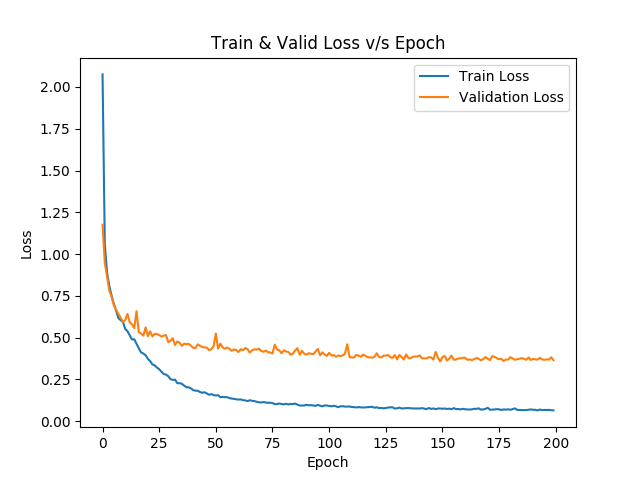 Train & Valid Loss v/s Epoch
Train Loss
Validation Loss
2.00
1.75
1.50
1.25
1.00
0.75
0.50
0.25
0.00
Loss
0 25 50 75 100 125 150 175 200
Epoch